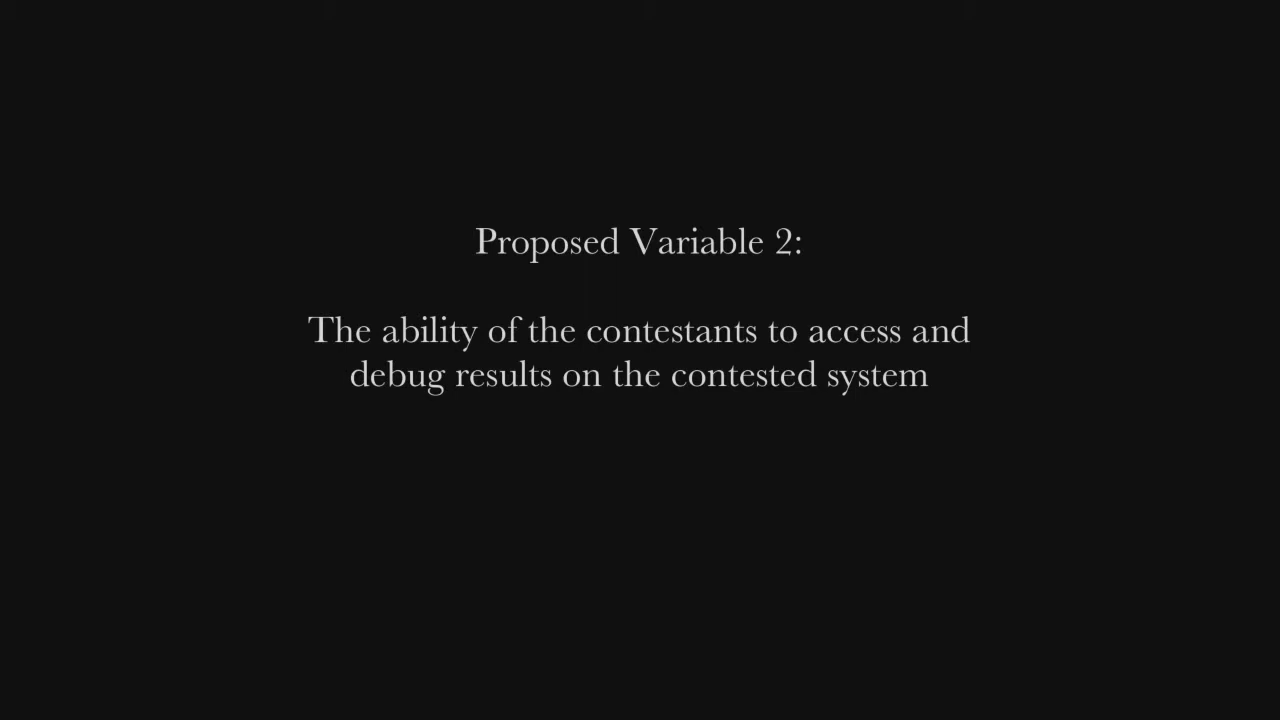 Proposed Variable 2:
The ability of the contestants to access and
debug results on the contested system